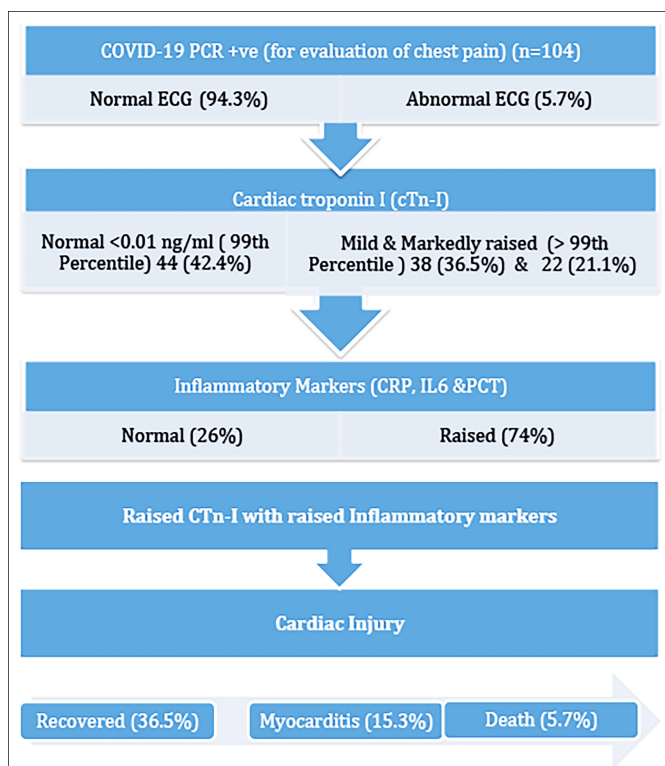 COVID-19 PCR +ve (for evaluation of chest pain) (n=104)
Normal ECG (94.3%)
Abnormal ECG (5.7%)
Cardiac troponin I (cTn-I)
Normal <0.01 ng/ml ( 99th
Percentile) 44 (42.4%)
Mild & Markedly raised (> 99th
Percentile ) 38 (36.5%) & 22 (21.1%)
Inflammatory Markers (CRP, IL6 &PCT)
Normal (26%)
Raised (74%)
Raised CTn-I with raised Inflammatory markers
Cardiac Injury
Recovered (36.5%)
Myocarditis (15.3%)
Death (5.7%)